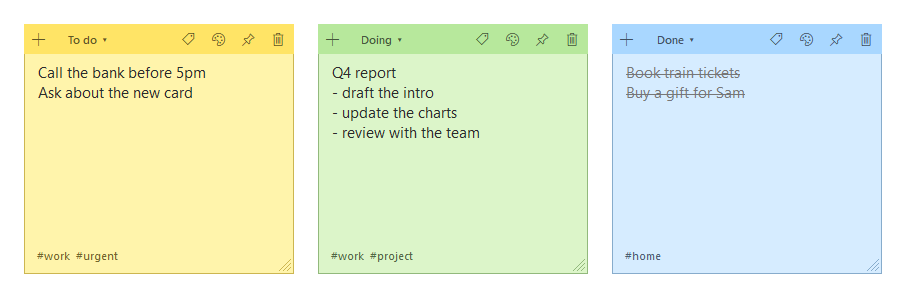 To do
Call the bank before 5pm
Ask about the new card
#work #urgent
Doing
Q4 report
- draft the intro
- update the charts
- review with the team
#work #project
Done
Book train tickets
Buy a gift for Sam
#home